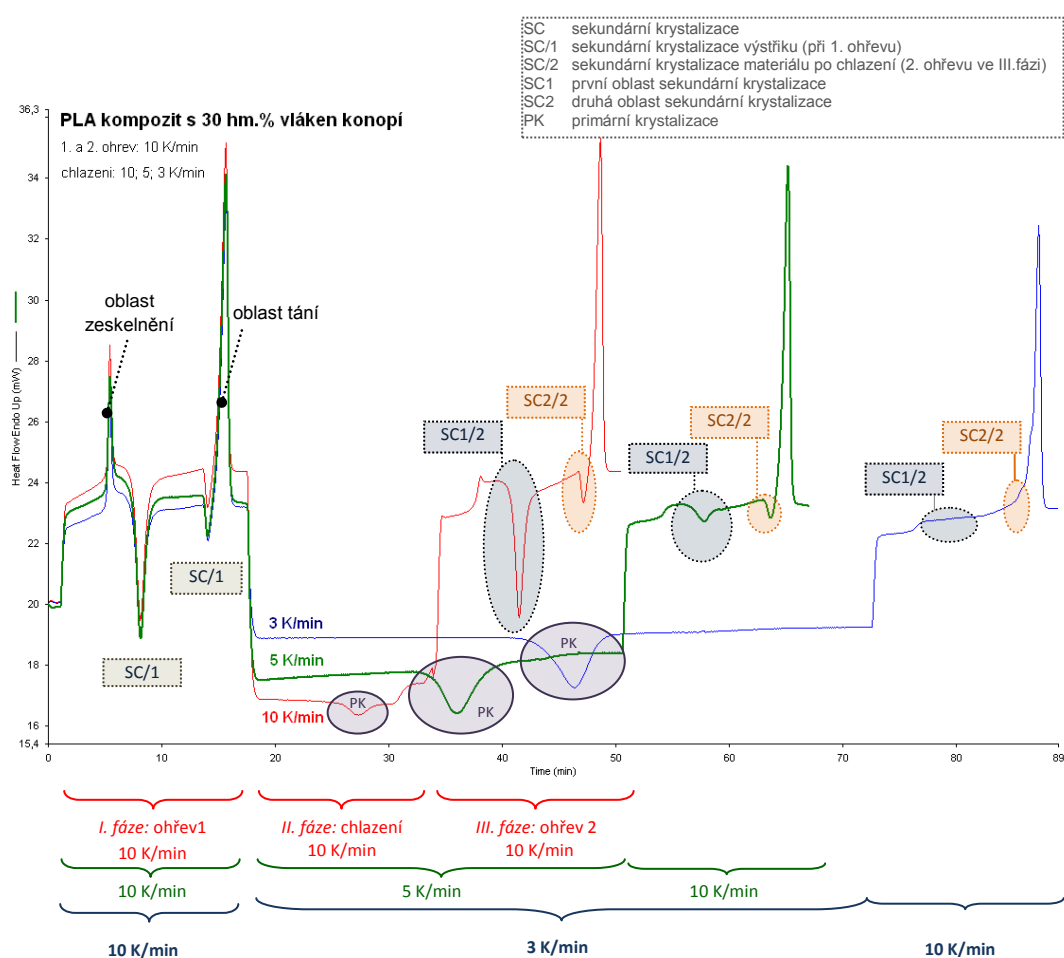 SC sekundární krystalizace
SC/1 sekundární krystalizace výstřiku (při 1. ohřevu)
SC/2 sekundární krystalizace materiálu po chlazení (2. ohřevu ve III.fázi)
SC1 první oblast sekundární krystalizace
SC2 druhá oblast sekundární krystalizace
PK primární krystalizace
PLA kompozit s 30 hm.% vláken konopí
1. a 2. ohrev: 10 K/min
chlazeni: 10; 5; 3 K/min
36,3
34
32
30
28
26
24
22
20
18
16
15,4
Heat Flow Endo Up (mW)
oblast
zeskelnění
oblast tání
SC1/2
SC2/2
SC1/2
SC2/2
SC1/2
SC2/2
SC/1
SC/1
3 K/min
5 K/min
10 K/min
PK
PK
PK
0 10 20 30 40 50 60 70 80 89
Time (min)
I. fáze: ohřev1
10 K/min
II. fáze: chlazení
10 K/min
III. fáze: ohřev 2
10 K/min
10 K/min
5 K/min
10 K/min
10 K/min
3 K/min
10 K/min